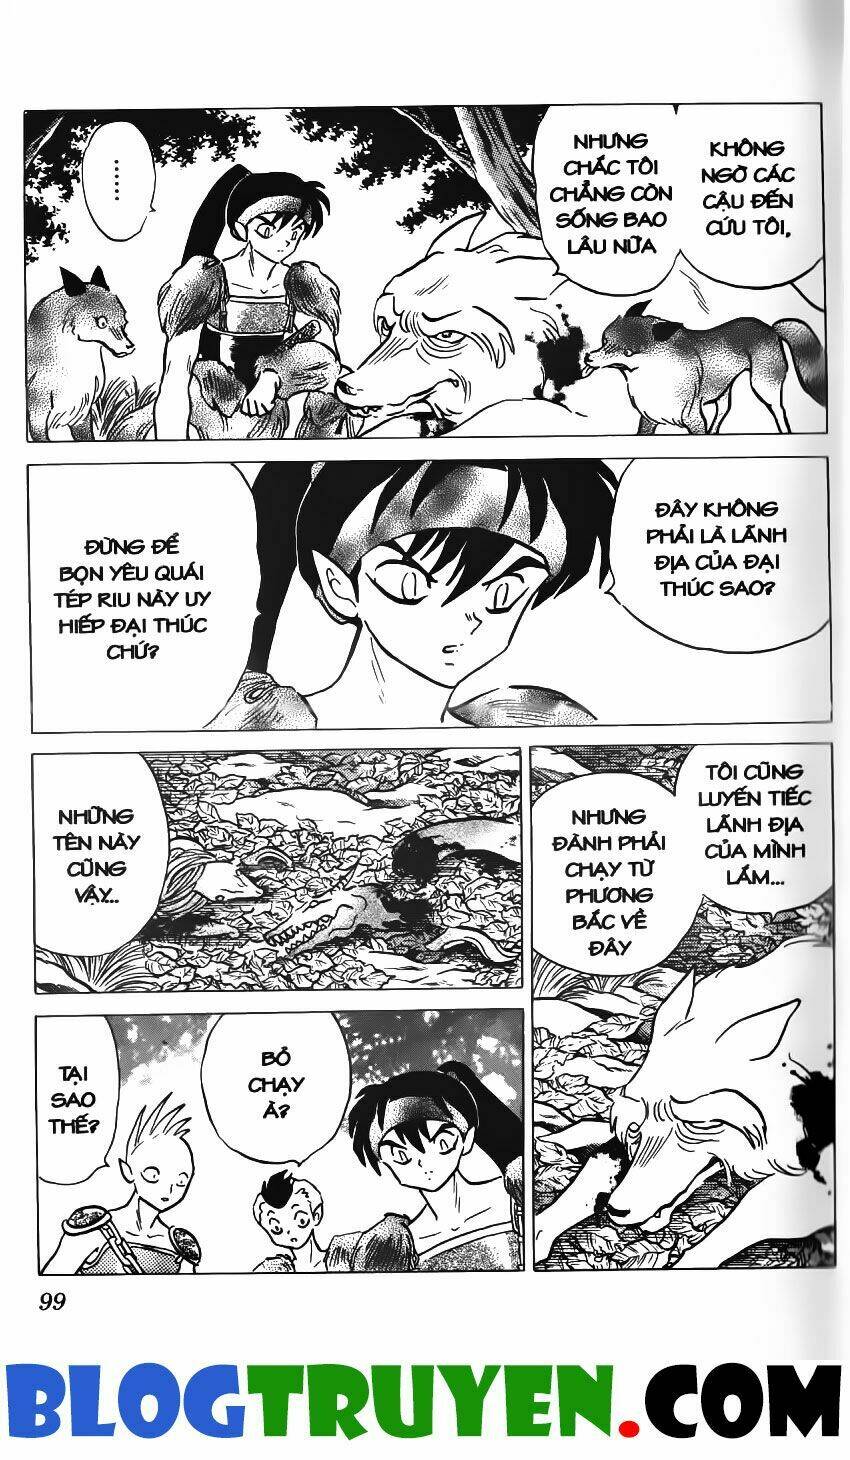 KHÔNG
NGỜ CÁC
CẬU ĐẾN
CỨU TÔI,
NHƯNG
CHẮC TÔI
CHẲNG CÒN
SỐNG BAO
LÂU NỮA
......
ĐÂY KHÔNG
PHẢI LÀ LÃNH
ĐỊA CỦA ĐẠI
THÚC SAO?
ĐỪNG ĐỂ
BỌN YÊU QUÁI
TÉP RIU NÀY UY
HIẾP ĐẠI THÚC
CHỨ?
TÔI CŨNG
LUYẾN TIẾC
LÃNH ĐỊA
CỦA MÌNH
LẮM...
NHƯNG
ĐÀNH PHẢI
CHẠY TỪ
PHƯƠNG
BẮC VỀ
ĐÂY
NHỮNG
TÊN NÀY
CŨNG
VẬY...
BỎ
CHẠY
À?
TẠI
SAO
THẾ?
99
BLOGTRUYEN.COM